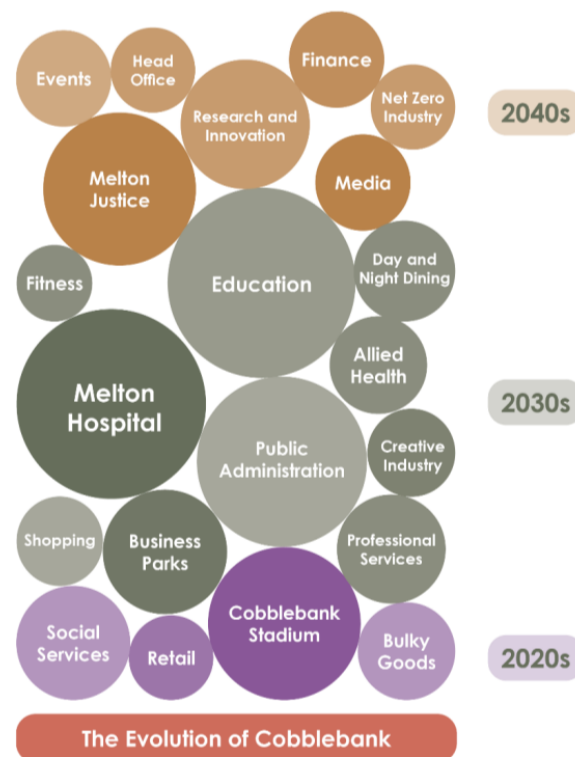 Events
Head
Office
Finance
Research and
Innovation
Net Zero
Industry
2040s
Melton
Justice
Media
Fitness
Education
Day and
Night Dining
Melton
Hospital
Allied
Health
2030s
Public
Administration
Creative
Industry
Shopping
Business
Parks
Professional
Services
Social
Services
Retail
Cobblebank
Stadium
Bulky
Goods
2020s
The Evolution of Cobblebank